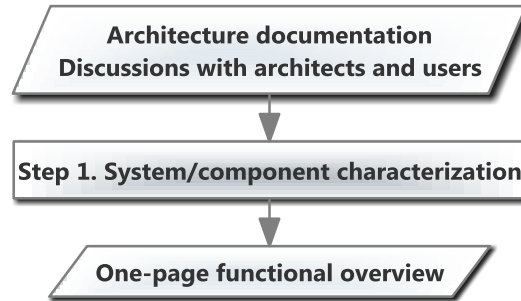 Architecture documentation
Discussions with architects and users
Step 1. System/component characterization
One-page functional overview